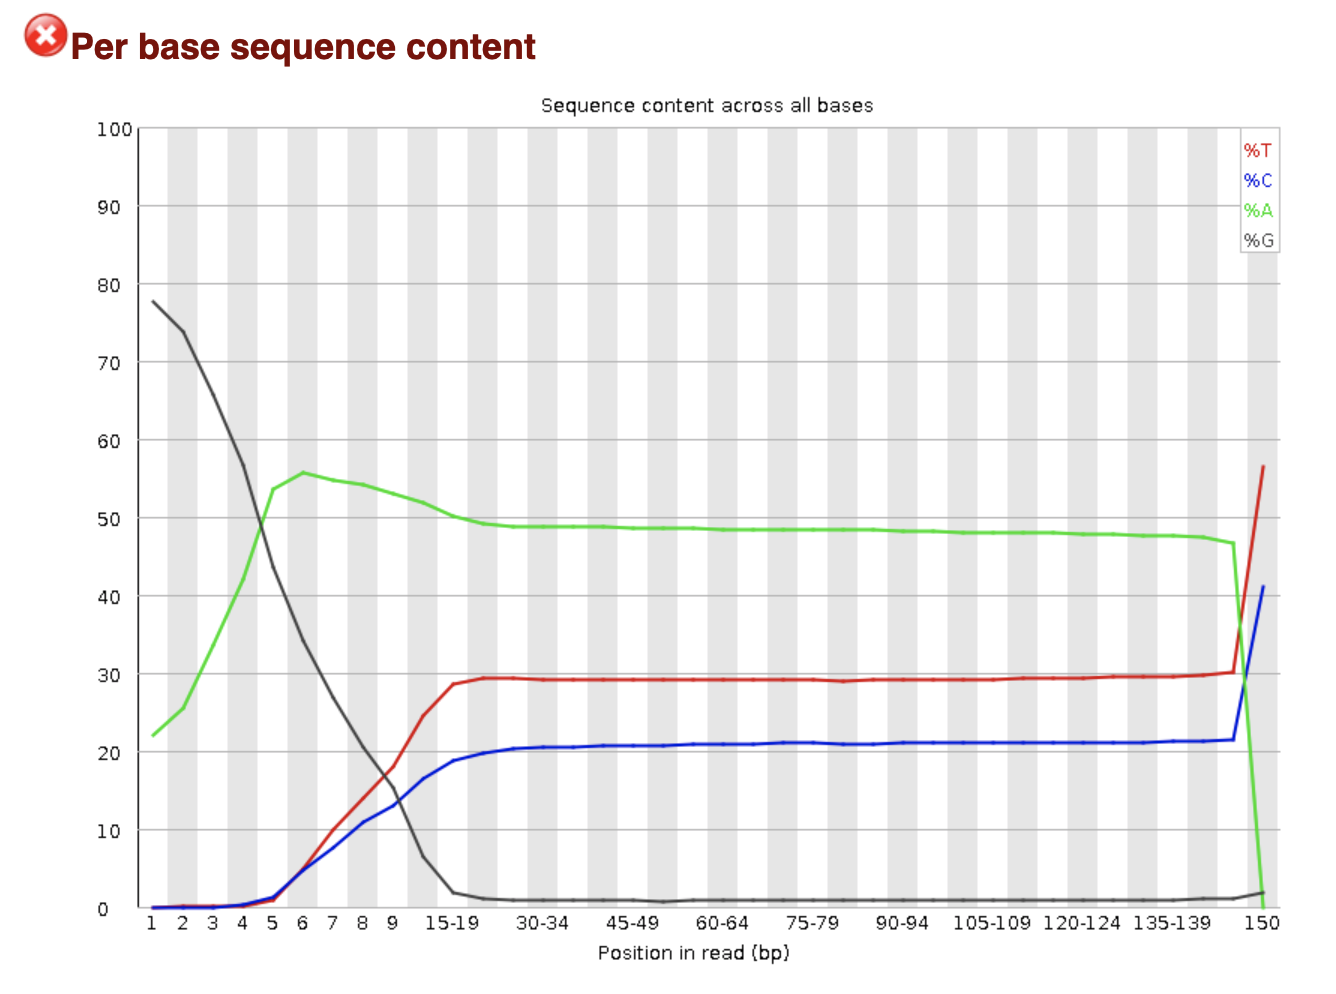 Per base sequence content
Sequence content across all bases
%T
%C
%A
%G
100
90
80
70
60
50
40
30
20
10
0
1 2 3 4 5 6 7 8 9 15-19 30-34 45-49 60-64 75-79 90-94 105-109 120-124 135-139 150
Position in read (bp)